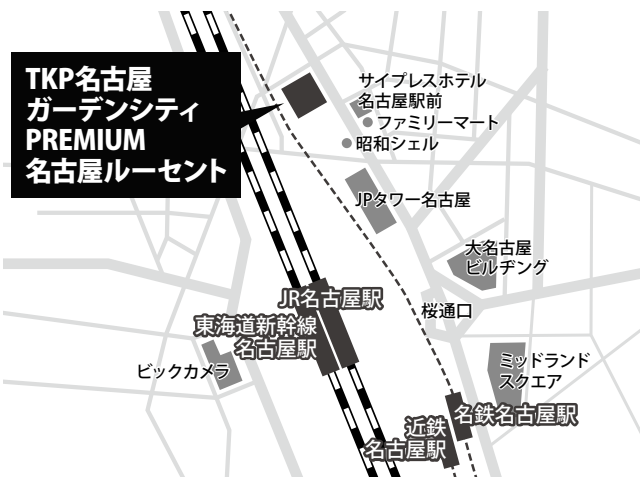 TKP名古屋
ガーデンシティ
PREMIUM
名古屋ルーセント
サイプレスホテル
名古屋駅前
ファミリーマート
昭和シェル
JPタワー名古屋
大名古屋
ビルヂング
JR名古屋駅
桜通口
東海道新幹線
名古屋駅
ビックカメラ
ミッドランド
スクエア
名鉄名古屋駅
近鉄
名古屋駅